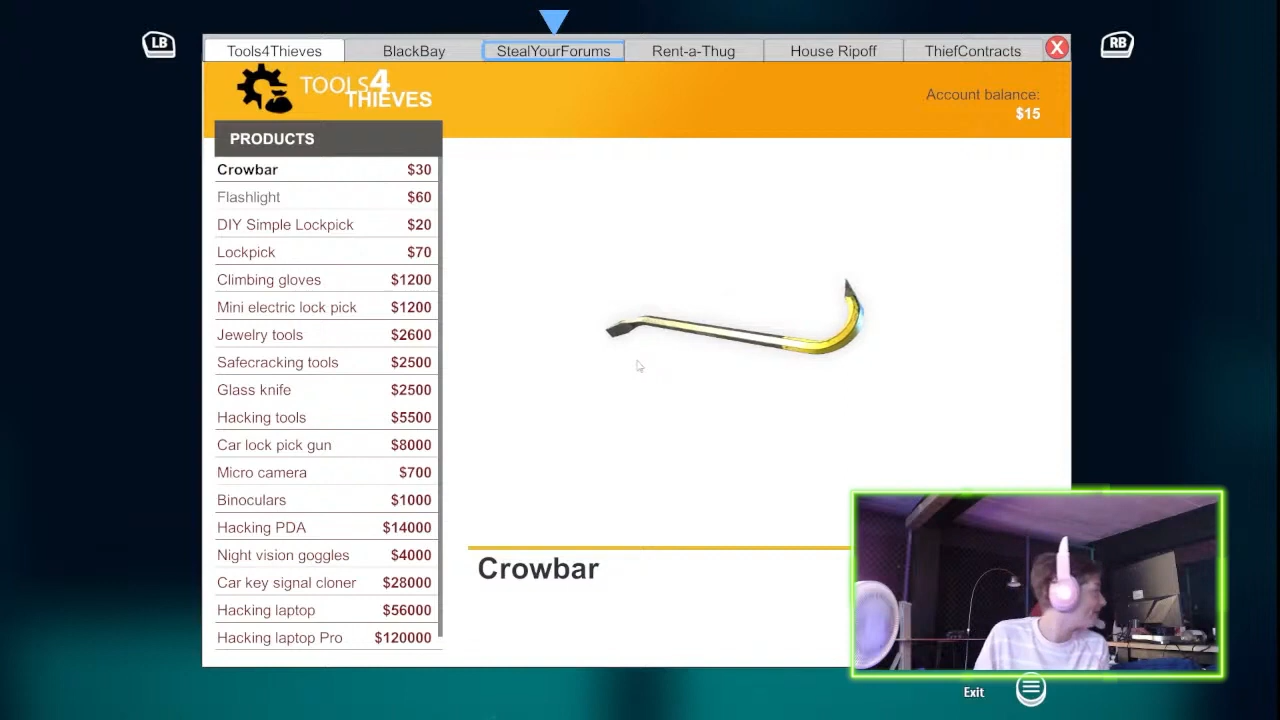 LB
RB
Tools4Thieves
BlackBay
StealYourForums
Rent-a-Thug
House Ripoff
ThiefContracts
X
TOOLS4
THIEVES
Account balance:
$15
PRODUCTS
Crowbar $30
Flashlight $60
DIY Simple Lockpick $20
Lockpick $70
Climbing gloves $1200
Mini electric lock pick $1200
Jewelry tools $2600
Safecracking tools $2500
Glass knife $2500
Hacking tools $5500
Car lock pick gun $8000
Micro camera $700
Binoculars $1000
Hacking PDA $14000
Night vision goggles $4000
Car key signal cloner $28000
Hacking laptop $56000
Hacking laptop Pro $120000
Crowbar
Exit